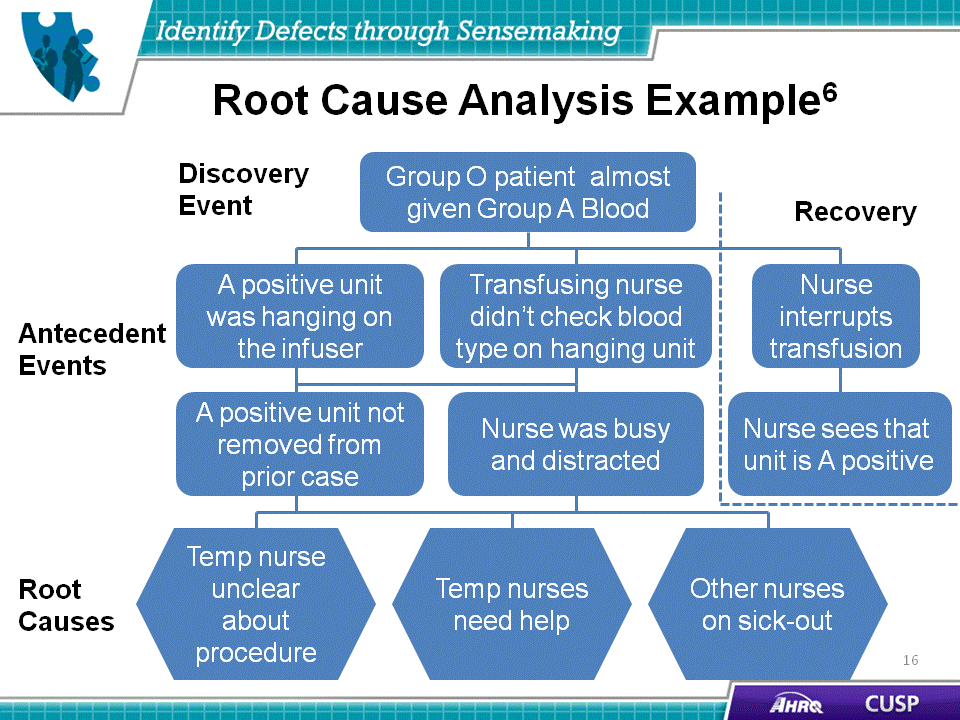 Identify Defects through Sensemaking
Root Cause Analysis Example6
Discovery
Event
Group O patient almost
given Group A Blood
Recovery
Antecedent
Events
A positive unit
was hanging on
the infuser
Transfusing nurse
didn't check blood
type on hanging unit
Nurse
interrupts
transfusion
A positive unit not
removed from
prior case
Nurse was busy
and distracted
Nurse sees that
unit is A positive
Root
Causes
Temp nurse
unclear
about
procedure
Temp nurses
need help
Other nurses
on sick-out
16
AHRQ
CUSP